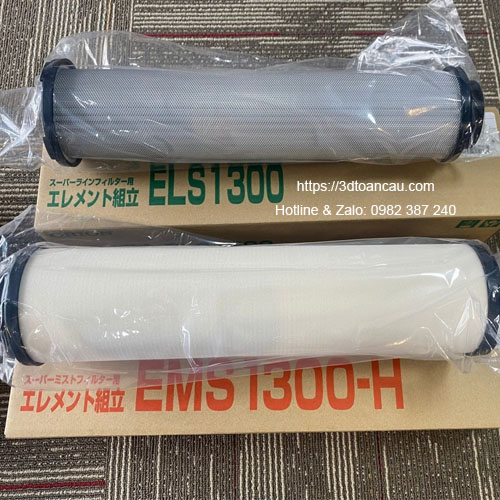 https://3dtoancau.com
Hotline & Zalo: 0982 387 240
スーパーラインフィルター用
エレメント組立 ELS1300
スーパーミストフィルター用
エレメント組立 EMS1300-H